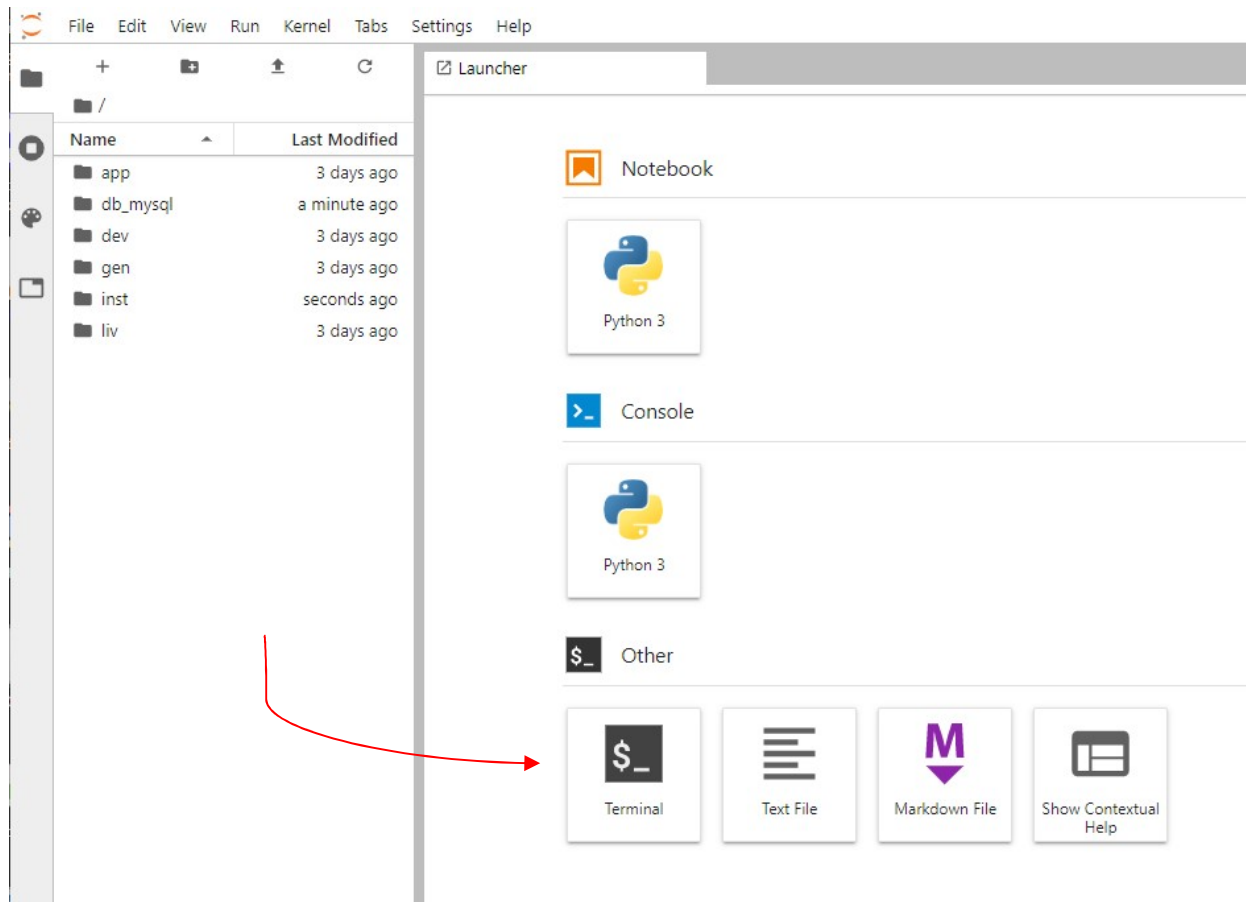 File Edit View Run Kernel Tabs Settings Help
Launcher
/
Name Last Modified
app 3 days ago
db_mysql a minute ago
dev 3 days ago
gen 3 days ago
inst seconds ago
liv 3 days ago
Notebook
Python 3
>_ Console
Python 3
$_ Other
$_
Terminal
Text File
M
Markdown File
Show Contextual
Help